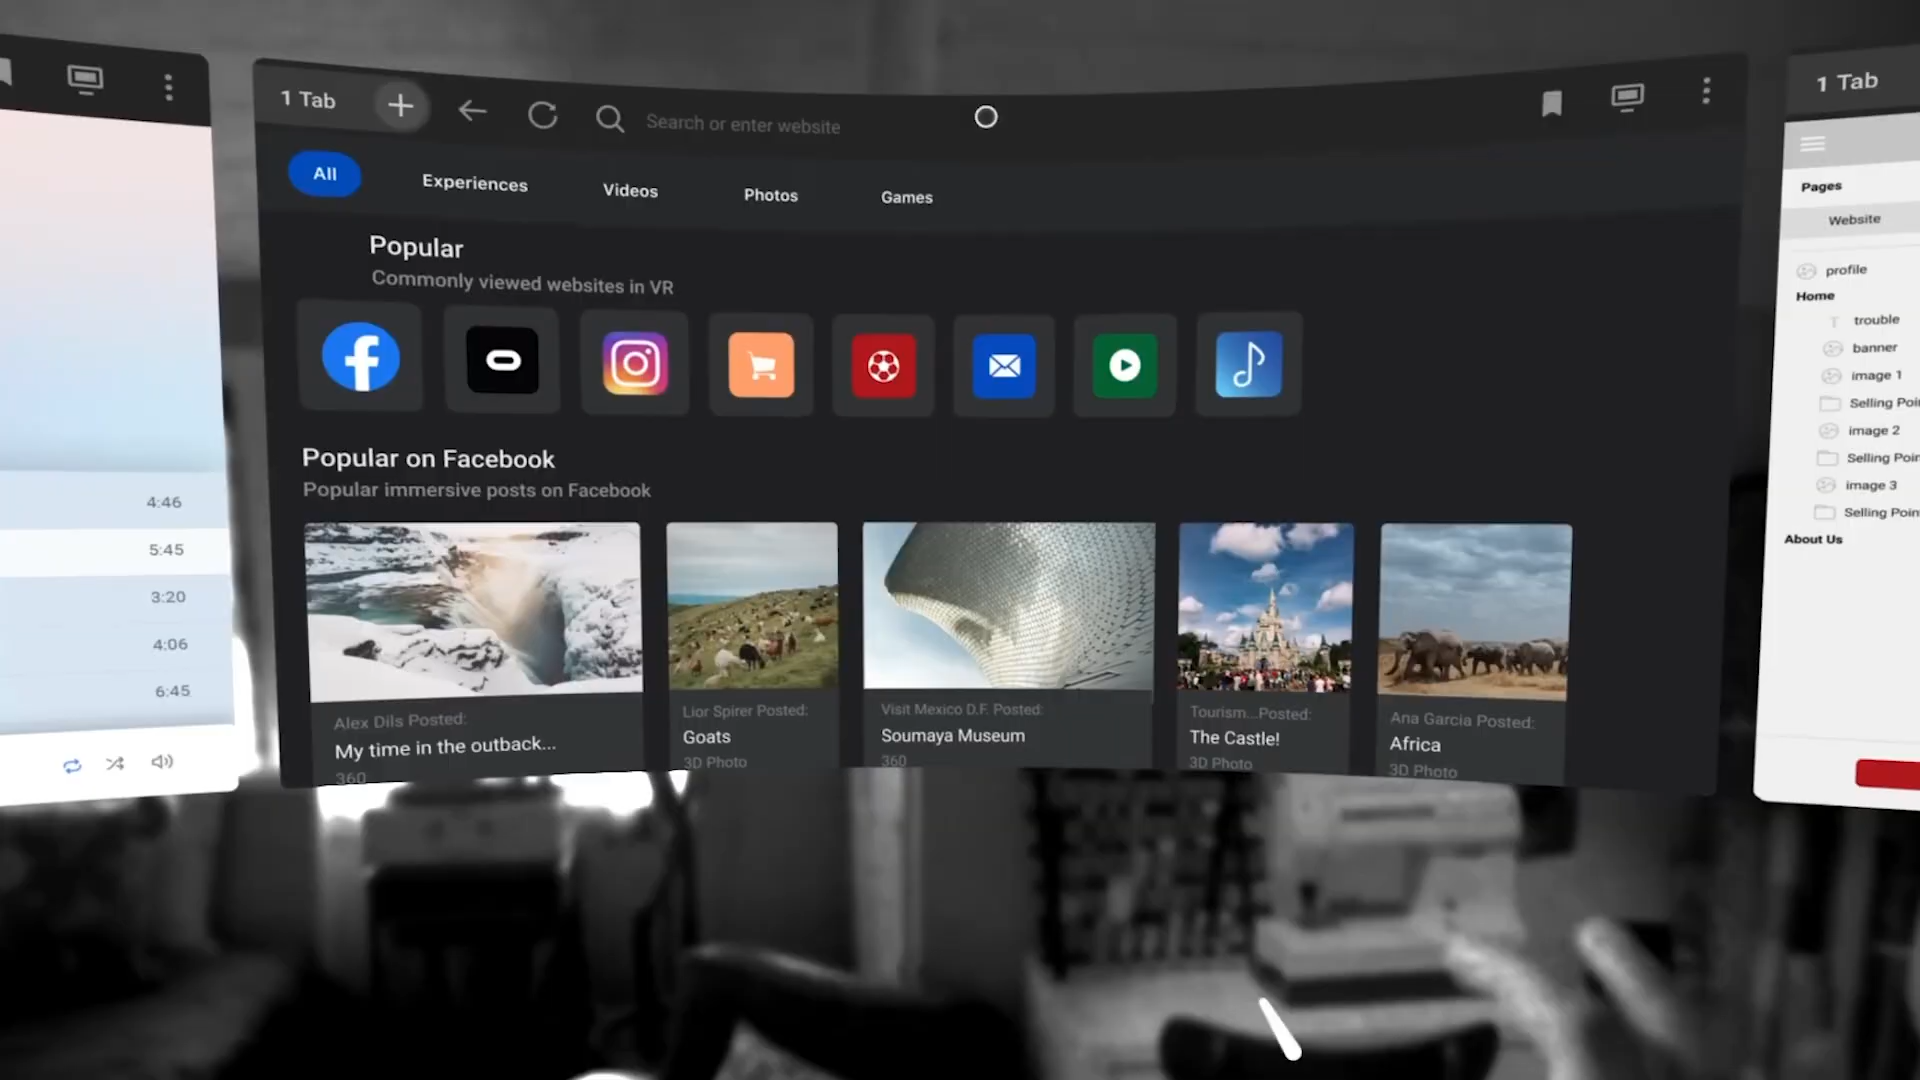 1 Tab
Search or enter website
All
Experiences
Videos
Photos
Games
Popular
Commonly viewed websites in VR
Popular on Facebook
Popular immersive posts on Facebook
Alex Dils Posted:
My time in the outback...
360
Lior Spirer Posted:
Goats
3D Photo
Visit Mexico D.F. Posted:
Soumaya Museum
360
Tourism...Posted:
The Castle!
3D Photo
Ana Garcia Posted:
Africa
3D Photo
4:46
5:45
3:20
4:06
6:45
1 Tab
Pages
Website
profile
Home
trouble
banner
image 1
Selling
image 2
Selling
image 3
Selling
About Us